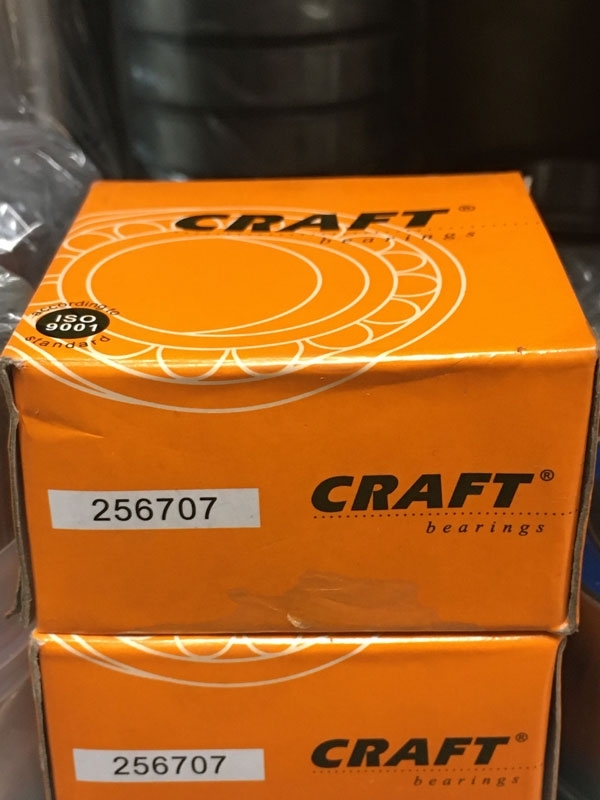 CRAFT®
bearings
according to
ISO
9001
standard
256707
CRAFT®
bearings
256707
CRAFT®
bearings